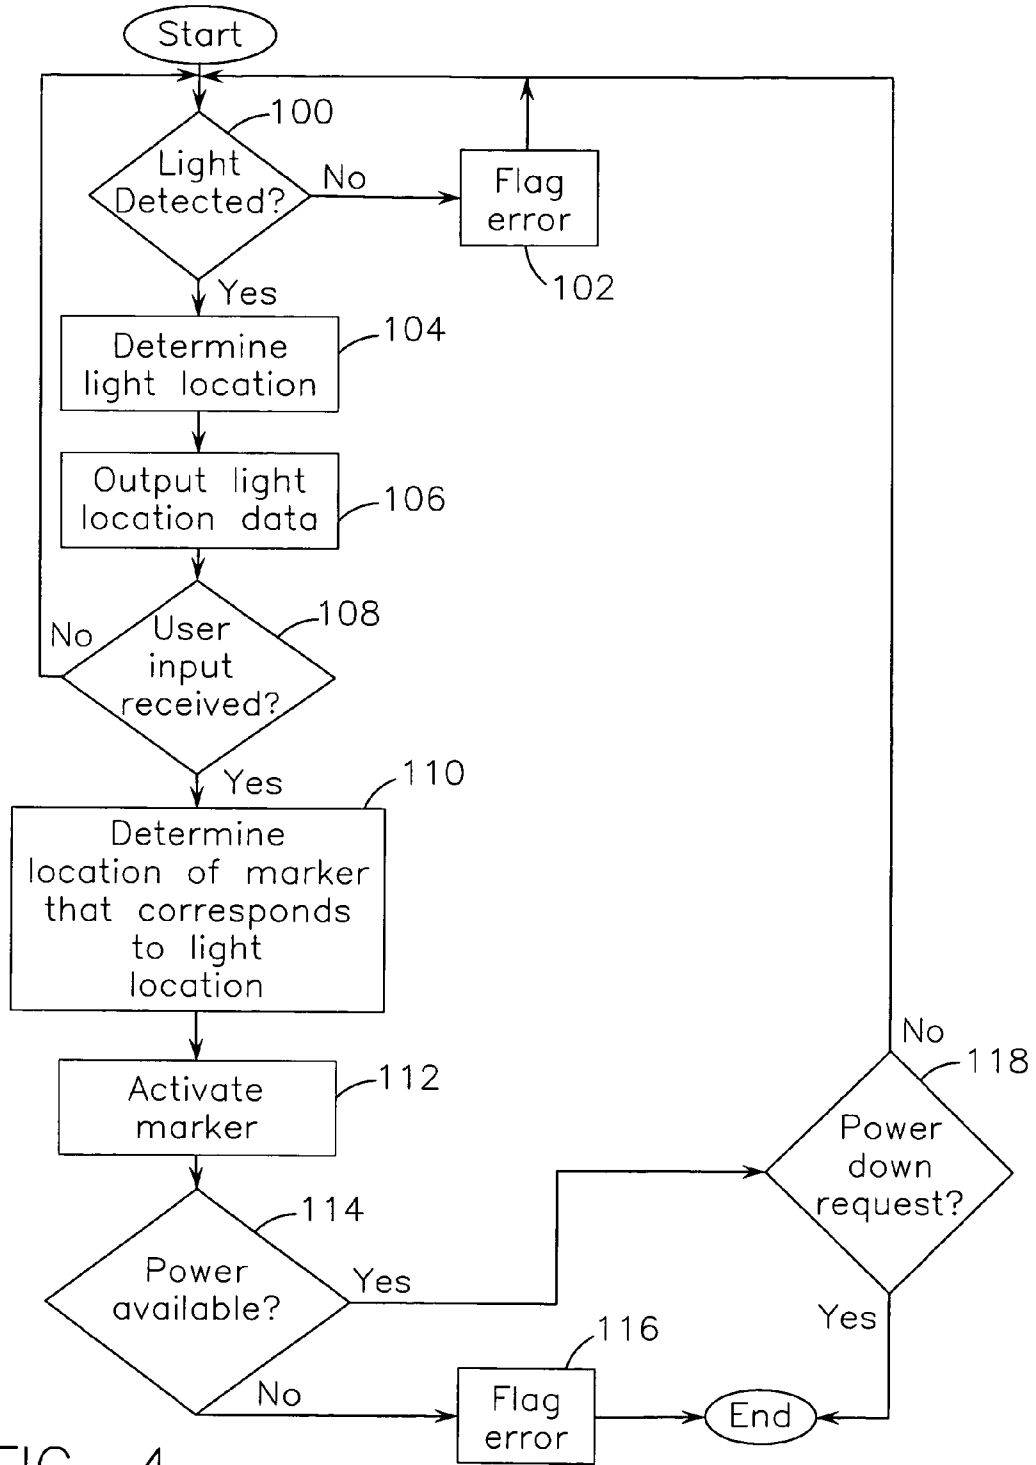 Start
100
Light
Detected?
No
Flag
error
102
Yes
104
Determine
light location
Output light
location data
106
108
No
User
input
received?
Yes
110
Determine
location of marker
that corresponds
to light
location
No
118
Activate
marker
112
Power
down
request?
114
Power
available?
Yes
Yes
116
No
Flag
error
End